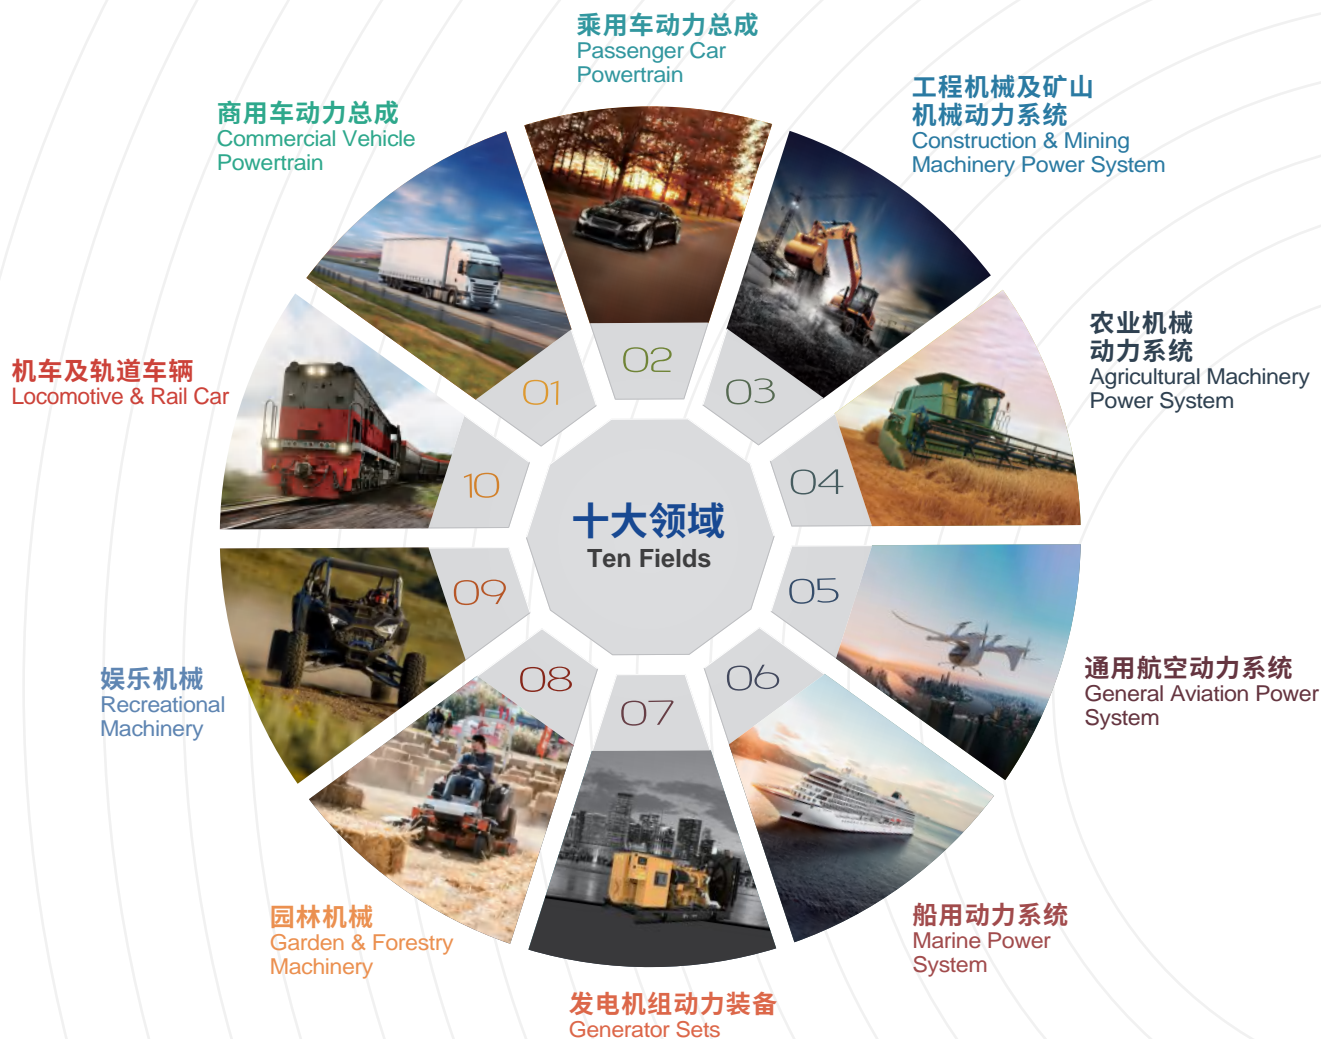 乘用车动力总成
Passenger Car
Powertrain
工程机械及矿山
机械动力系统
Construction & Mining
Machinery Power System
商用车动力总成
Commercial Vehicle
Powertrain
农业机械
动力系统
Agricultural Machinery
Power System
机车及轨道车辆
Locomotive & Rail Car
01
02
03
04
05
06
07
08
09
10
十大领域
Ten Fields
通用航空动力系统
General Aviation Power
System
娱乐机械
Recreational
Machinery
船用动力系统
Marine Power
System
园林机械
Garden & Forestry
Machinery
发电机组动力装备
Generator Sets